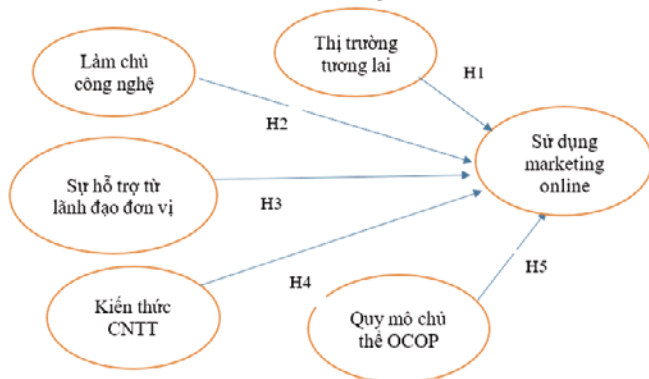 Thị trường
tương lai
H1
Làm chủ
công nghệ
H2
Sử dụng
marketing
online
Sự hỗ trợ từ
lãnh đạo đơn vị
H3
H4
Kiến thức
CNTT
H5
Quy mô chủ
thể OCOP